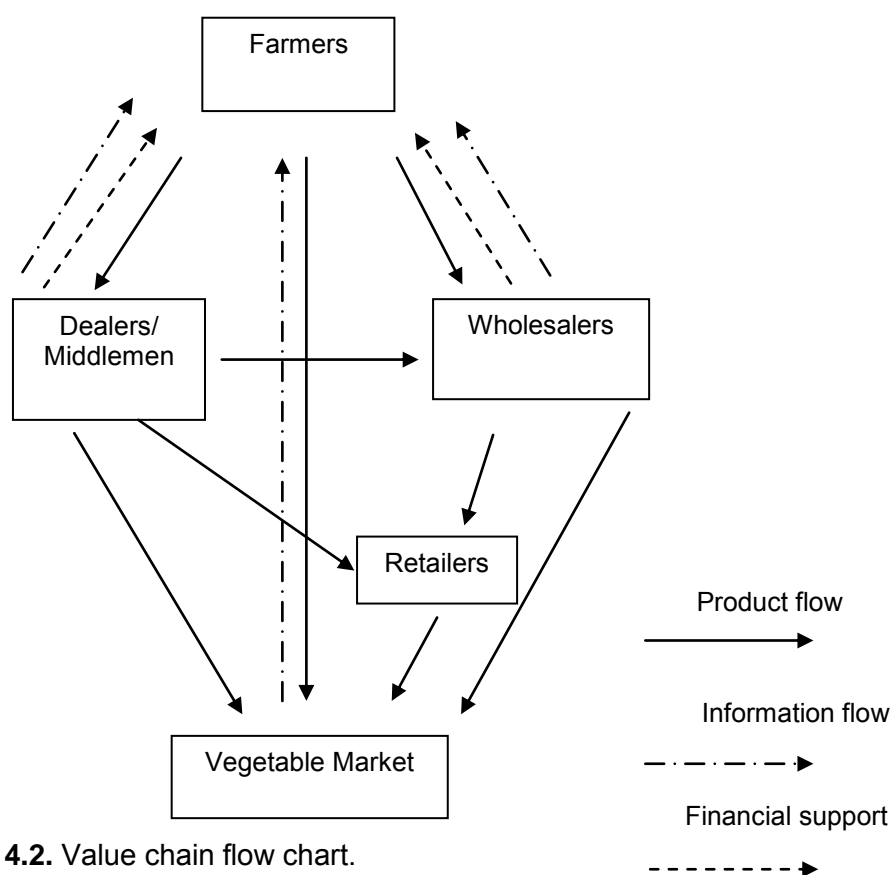 Farmers
Dealers/
Middlemen
Wholesalers
Retailers
Vegetable Market
Product flow
Information flow
Financial support
4.2. Value chain flow chart.